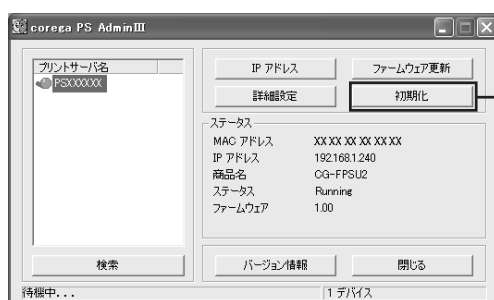 corega PS AdminⅢ
プリントサーバ名
PSXXXXXX
IP アドレス
ファームウェア更新
詳細設定
初期化
ステータス
MAC アドレス XX XX XX XX XX XX
IP アドレス 192.168.1.240
商品名 CG-FPSU2
ステータス Running
ファームウェア 1.00
検索
バージョン情報
閉じる
待機中...
1 デバイス